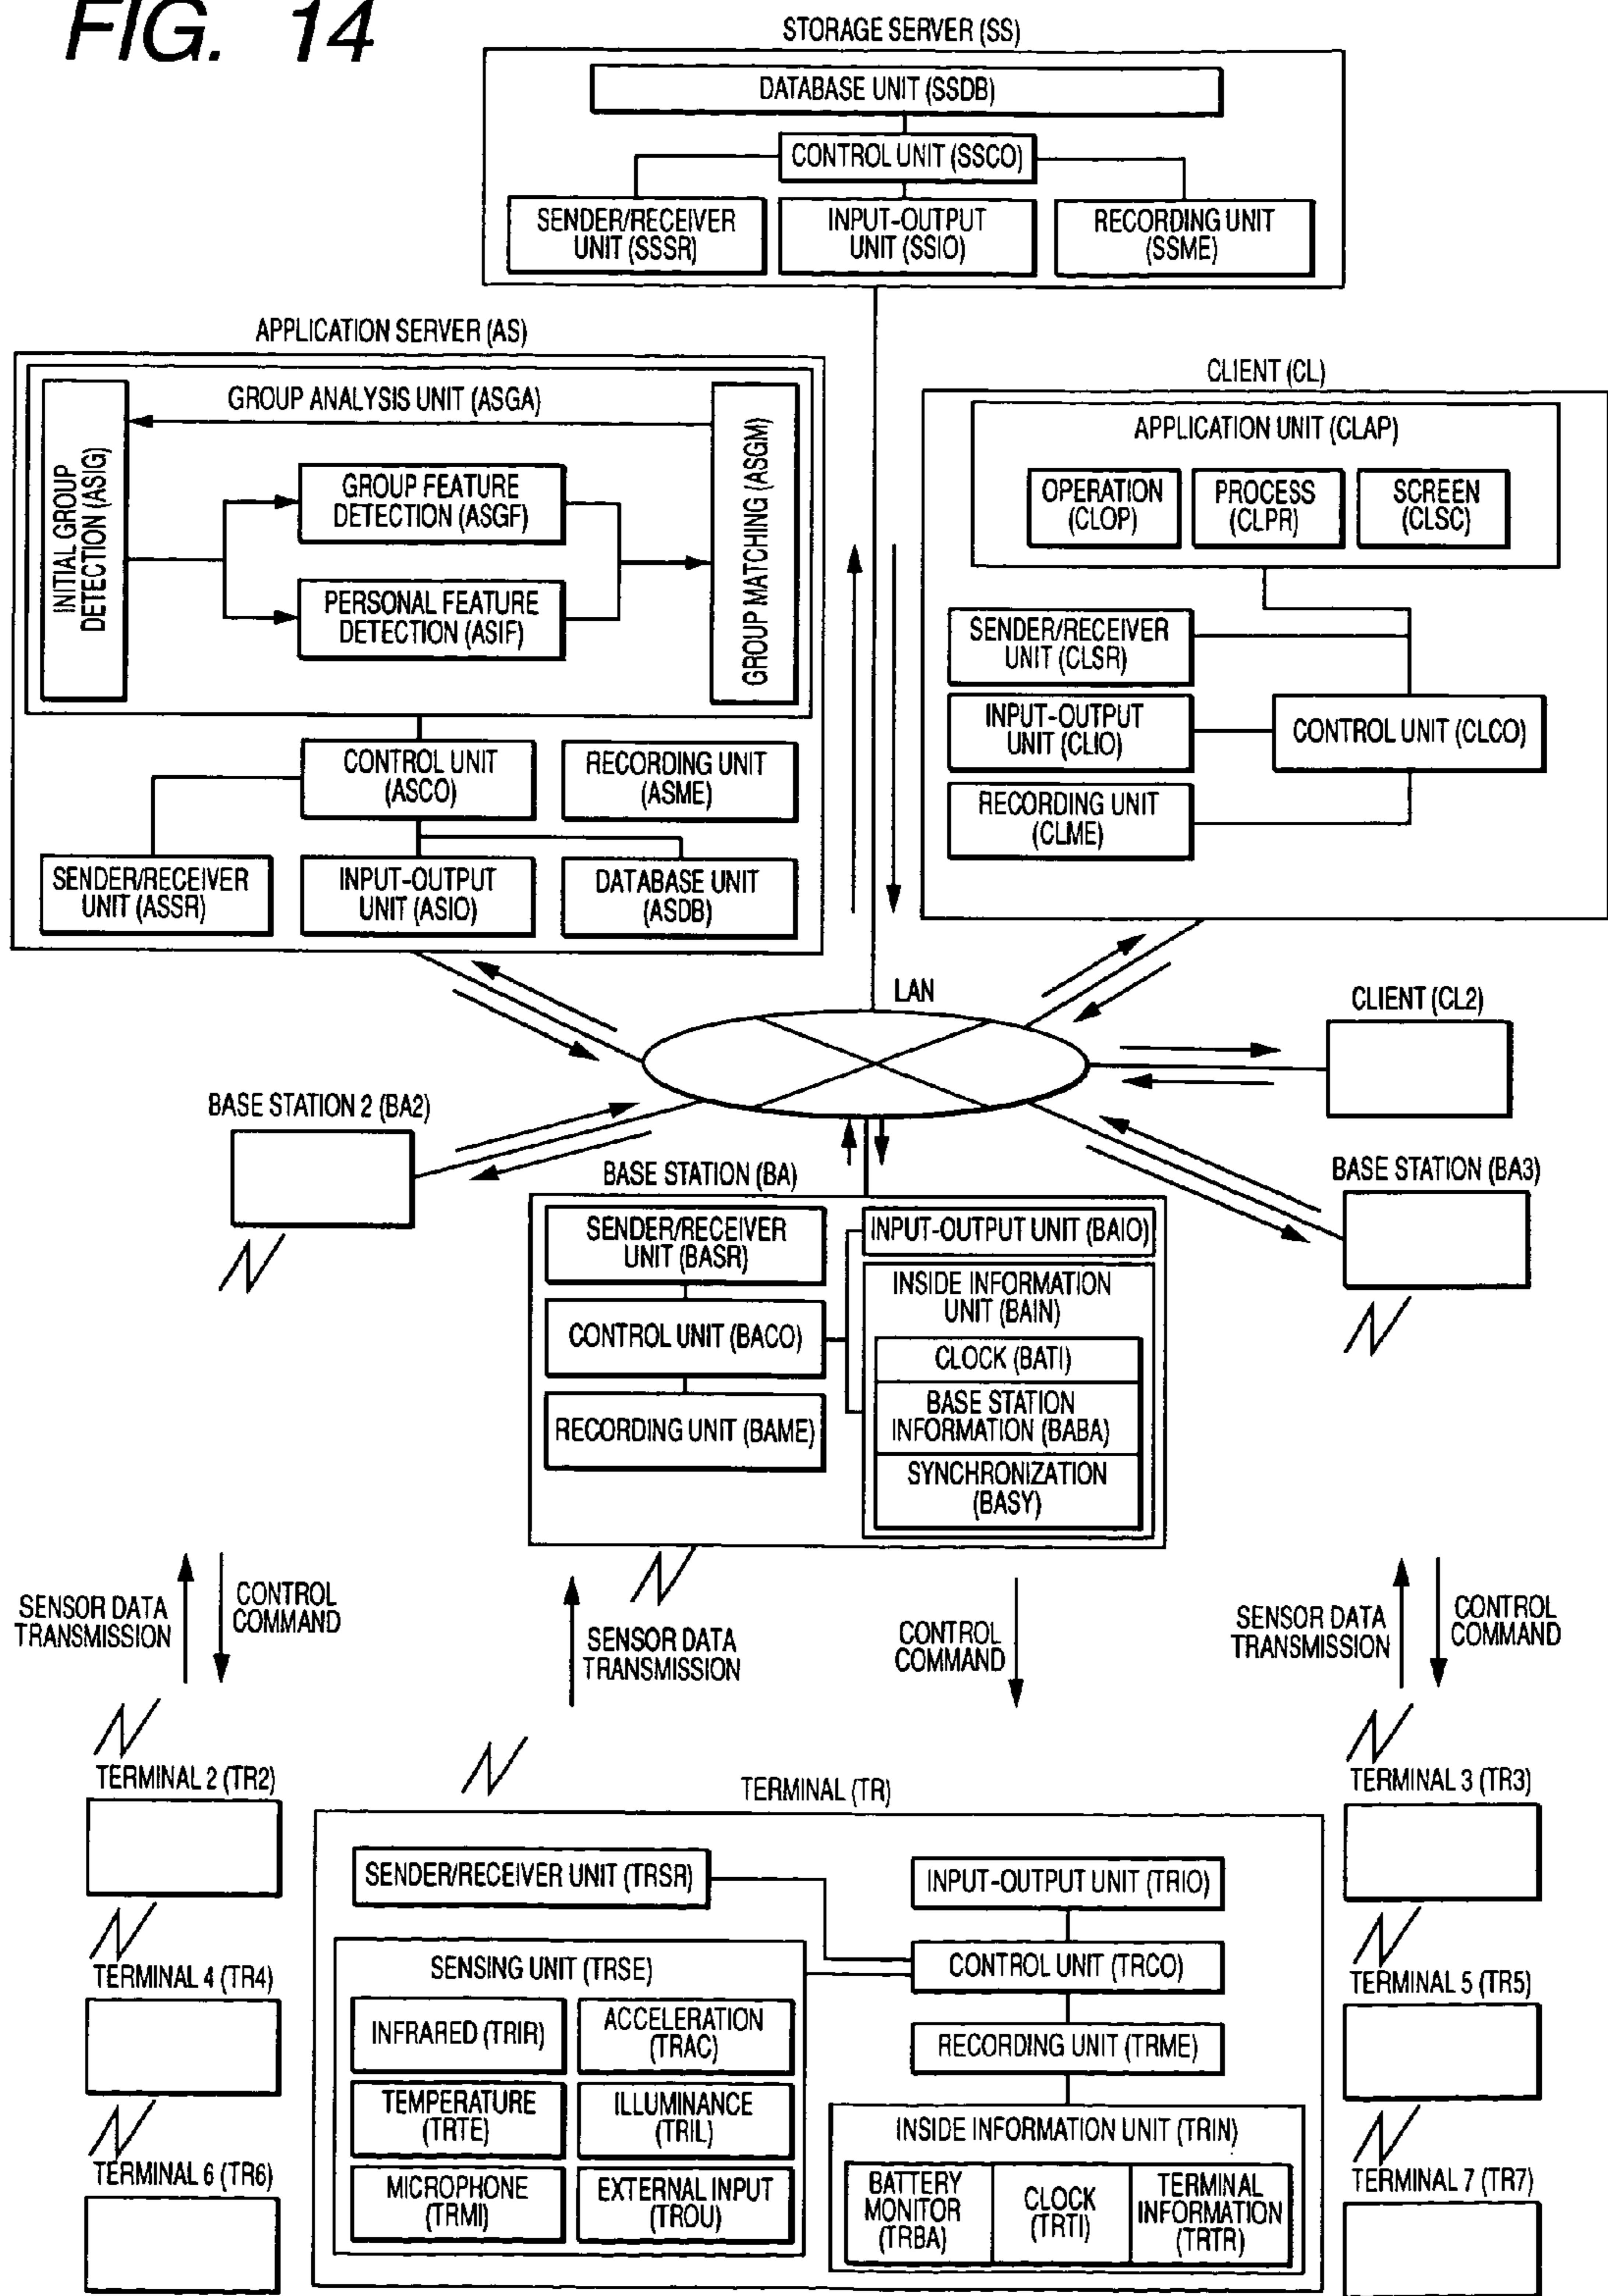 FIG. 14
STORAGE SERVER (SS)
DATABASE UNIT (SSDB)
CONTROL UNIT (SSCO)
SENDER/RECEIVER
UNIT (SSSR)
INPUT-OUTPUT
UNIT (SSIO)
RECORDING UNIT
(SSME)
APPLICATION SERVER (AS)
GROUP ANALYSIS UNIT (ASGA)
INITIAL GROUP
DETECTION (ASIG)
GROUP FEATURE
DETECTION (ASGF)
PERSONAL FEATURE
DETECTION (ASIF)
GROUP MATCHING (ASGM)
CONTROL UNIT
(ASCO)
RECORDING UNIT
(ASME)
SENDER/RECEIVER
UNIT (ASSR)
INPUT-OUTPUT
UNIT (ASIO)
DATABASE UNIT
(ASDB)
CLIENT (CL)
APPLICATION UNIT (CLAP)
OPERATION
(CLOP)
PROCESS
(CLPR)
SCREEN
(CLSC)
SENDER/RECEIVER
UNIT (CLSR)
INPUT-OUTPUT
UNIT (CLIO)
CONTROL UNIT (CLCO)
RECORDING UNIT
(CLME)
LAN
CLIENT (CL2)
BASE STATION 2 (BA2)
BASE STATION (BA3)
BASE STATION (BA)
SENDER/RECEIVER
UNIT (BASR)
CONTROL UNIT (BACO)
RECORDING UNIT (BAME)
INPUT-OUTPUT UNIT (BAIO)
INSIDE INFORMATION
UNIT (BAIN)
CLOCK (BATI)
BASE STATION
INFORMATION (BABA)
SYNCHRONIZATION
(BASY)
SENSOR DATA
TRANSMISSION
CONTROL
COMMAND
SENSOR DATA
TRANSMISSION
CONTROL
COMMAND
SENSOR DATA
TRANSMISSION
CONTROL
COMMAND
TERMINAL 2 (TR2)
TERMINAL 4 (TR4)
TERMINAL 6 (TR6)
TERMINAL (TR)
SENDER/RECEIVER UNIT (TRSR)
INPUT-OUTPUT UNIT (TRIO)
SENSING UNIT (TRSE)
CONTROL UNIT (TRCO)
INFRARED (TRIR)
ACCELERATION
(TRAC)
RECORDING UNIT (TRME)
TEMPERATURE
(TRTE)
ILLUMINANCE
(TRIL)
MICROPHONE
(TRMI)
EXTERNAL INPUT
(TROU)
INSIDE INFORMATION UNIT (TRIN)
BATTERY
MONITOR
(TRBA)
CLOCK
(TRTI)
TERMINAL
INFORMATION
(TRTR)
TERMINAL 3 (TR3)
TERMINAL 5 (TR5)
TERMINAL 7 (TR7)